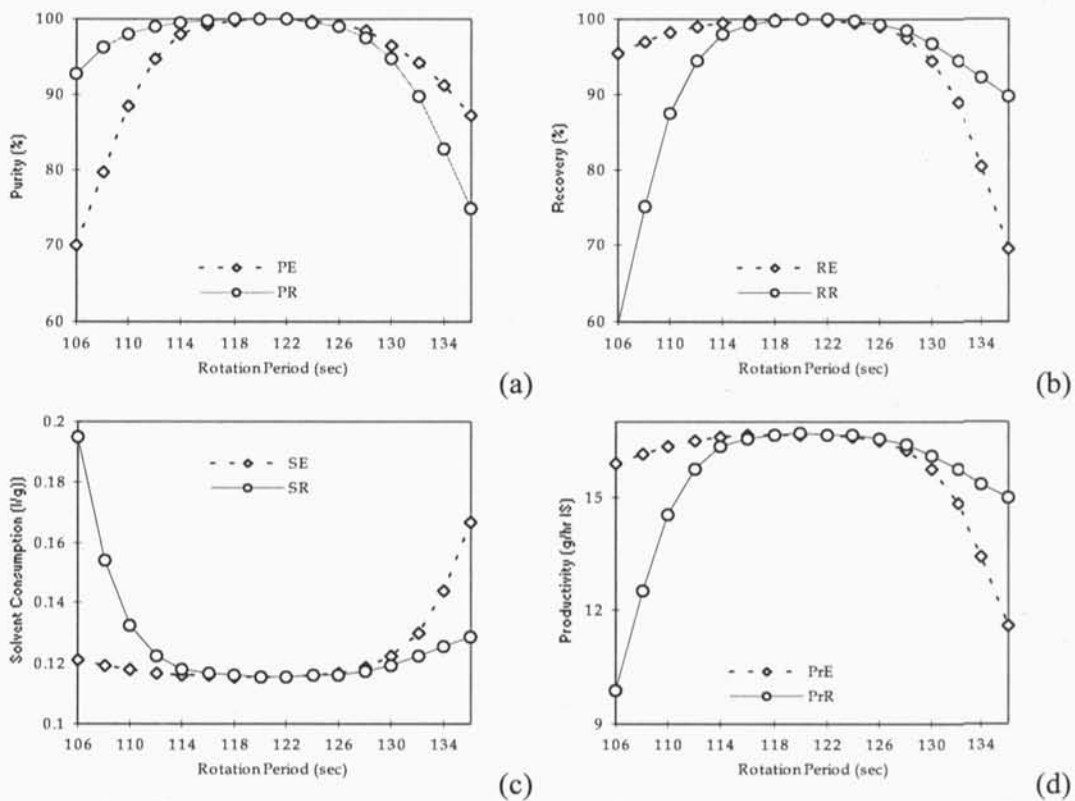 100
90
80
70
60
Purity (%)
PE
PR
106 110 114 118 122 126 130 134
Rotation Period (sec)
(a)
100
90
80
70
60
Recovery (%)
RE
RR
106 110 114 118 122 126 130 134
Rotation Period (sec)
(b)
0.2
0.18
0.16
0.14
0.12
0.1
Solvent Consumption (l/g))
SE
SR
106 110 114 118 122 126 130 134
Rotation Period (sec)
(c)
15
12
9
Productivity (g/hr lS)
PrE
PrR
106 110 114 118 122 126 130 134
Rotation Period (sec)
(d)